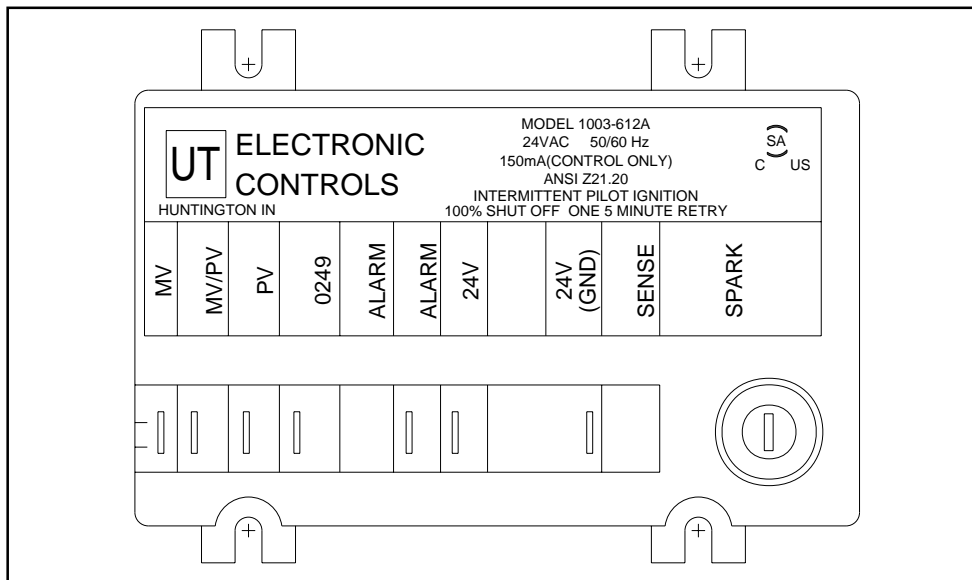 UT
ELECTRONIC
CONTROLS
HUNTINGTON IN
MODEL 1003-612A
24VAC 50/60 Hz
150mA(CONTROL ONLY)
ANSI Z21.20
INTERMITTENT PILOT IGNITION
100% SHUT OFF ONE 5 MINUTE RETRY
SA
C US
MV
MV/PV
PV
0249
ALARM
ALARM
24V
24V
(GND)
SENSE
SPARK